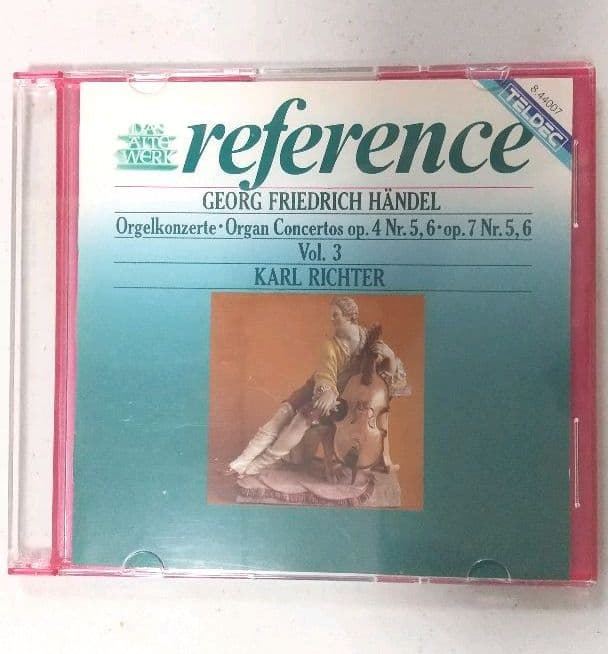 8.44007
TELDEC
DAS
ALTE
WERK
reference
GEORG FRIEDRICH HÄNDEL
Orgelkonzerte · Organ Concertos op. 4 Nr. 5, 6 · op. 7 Nr. 5, 6
Vol. 3
KARL RICHTER